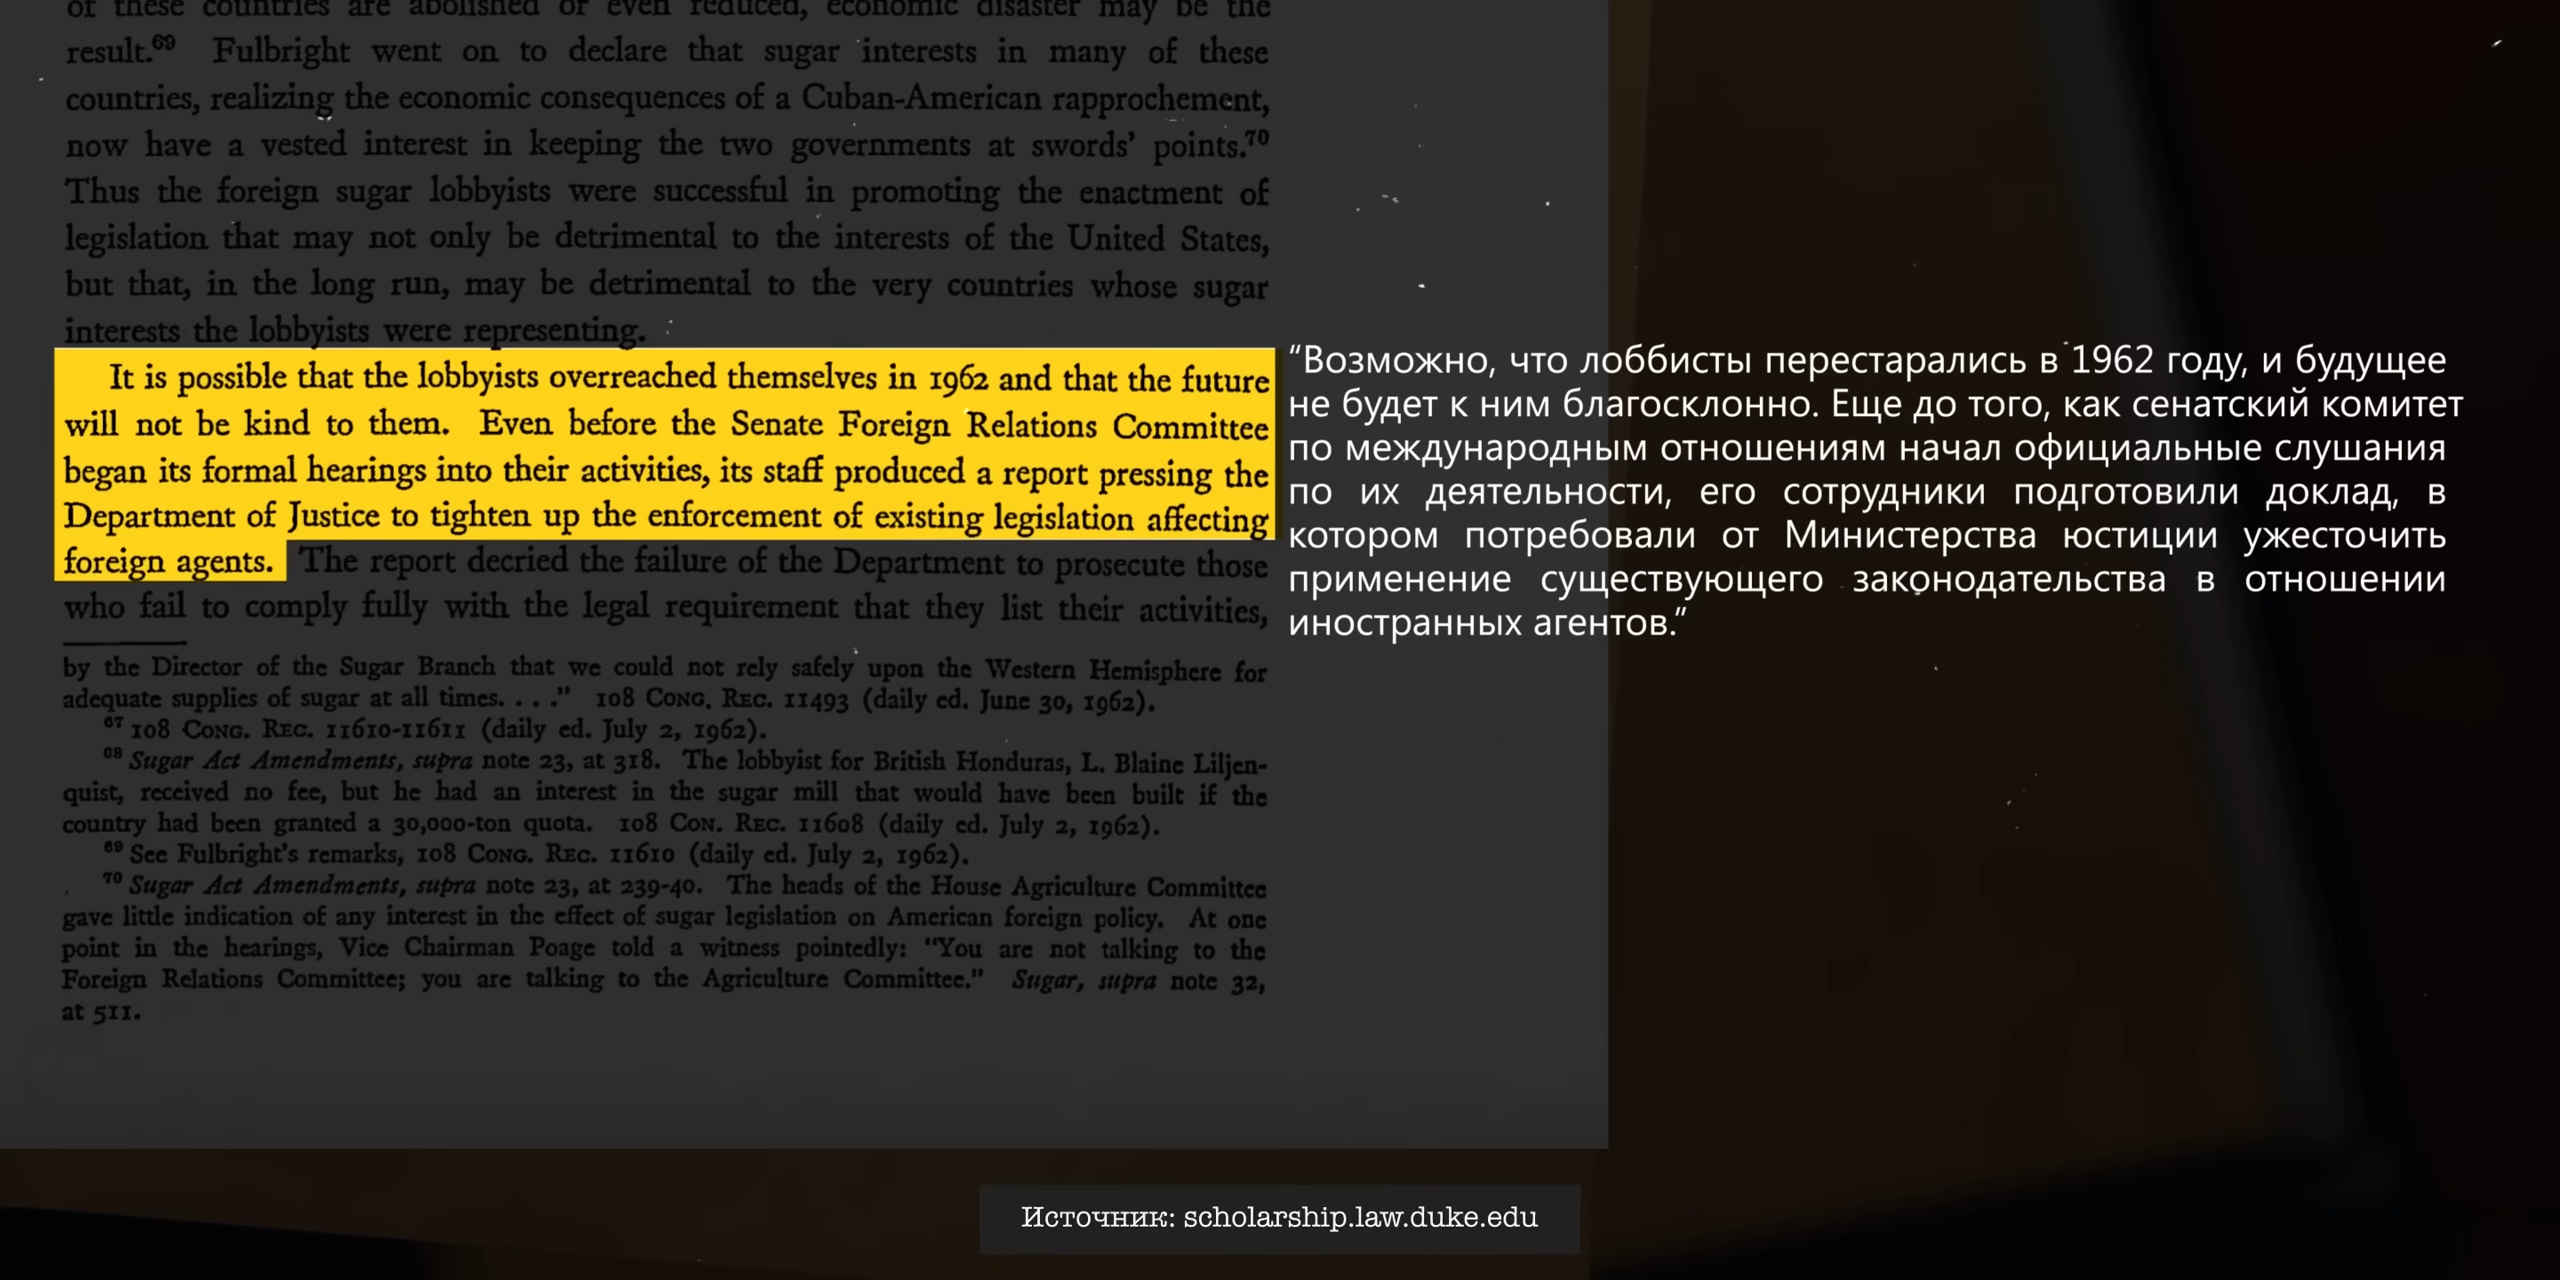 of these countries are abolished or even reduced, economic disaster may be the
result.⁶⁹ Fulbright went on to declare that sugar interests in many of these
countries, realizing the economic consequences of a Cuban-American rapprochement,
now have a vested interest in keeping the two governments at swords’ points.⁷⁰
Thus the foreign sugar lobbyists were successful in promoting the enactment of
legislation that may not only be detrimental to the interests of the United States,
but that, in the long run, may be detrimental to the very countries whose sugar
interests the lobbyists were representing.
It is possible that the lobbyists overreached themselves in 1962 and that the future
will not be kind to them. Even before the Senate Foreign Relations Committee
began its formal hearings into their activities, its staff produced a report pressing the
Department of Justice to tighten up the enforcement of existing legislation affecting
foreign agents. The report decried the failure of the Department to prosecute those
who fail to comply fully with the legal requirement that they list their activities,
by the Director of the Sugar Branch that we could not rely safely upon the Western Hemisphere for
adequate supplies of sugar at all times. . . .” 108 CONG. REC. 11493 (daily ed. June 30, 1962).
⁶⁷ 108 CONG. REC. 11610-11611 (daily ed. July 2, 1962).
⁶⁸ Sugar Act Amendments, supra note 23, at 318. The lobbyist for British Honduras, L. Blaine Liljen-
quist, received no fee, but he had an interest in the sugar mill that would have been built if the
country had been granted a 30,000-ton quota. 108 CON. REC. 11608 (daily ed. July 2, 1962).
⁶⁹ See Fulbright’s remarks, 108 CONG. REC. 11610 (daily ed. July 2, 1962).
⁷⁰ Sugar Act Amendments, supra note 23, at 239-40. The heads of the House Agriculture Committee
gave little indication of any interest in the effect of sugar legislation on American foreign policy. At one
point in the hearings, Vice Chairman Poage told a witness pointedly: “You are not talking to the
Foreign Relations Committee; you are talking to the Agriculture Committee.” Sugar, supra note 32,
at 511.
“Возможно, что лоббисты перестарались в 1962 году, и будущее
не будет к ним благосклонно. Еще до того, как сенатский комитет
по международным отношениям начал официальные слушания
по их деятельности, его сотрудники подготовили доклад, в
котором потребовали от Министерства юстиции ужесточить
применение существующего законодательства в отношении
иностранных агентов.”
Источник: scholarship.law.duke.edu